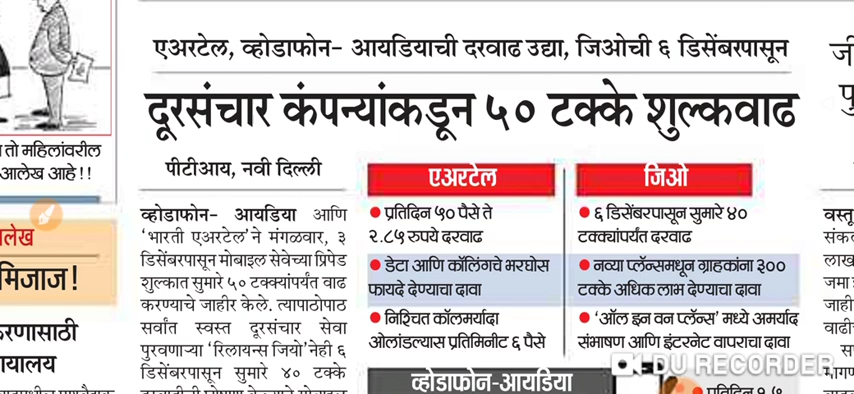 एअरटेल, व्होडाफोन- आयडियाची दरवाढ उद्या, जिओची ६ डिसेंबरपासून
दूरसंचार कंपन्यांकडून ५० टक्के शुल्कवाढ
पीटीआय, नवी दिल्ली
व्होडाफोन- आयडिया आणि
'भारती एअरटेल'ने मंगळवार, ३
डिसेंबरपासून मोबाइल सेवेच्या प्रिपेड
शुल्कात सुमारे ५० टक्क्यांपर्यंत वाढ
करण्याचे जाहीर केले. त्यापाठोपाठ
सर्वांत स्वस्त दूरसंचार सेवा
पुरवणाऱ्या 'रिलायन्स जिओ'नेही ६
डिसेंबरपासून सुमारे ४० टक्के
एअरटेल
• प्रतिदिन ५० पैसे ते
२.८५ रुपये दरवाढ
• डेटा आणि कॉलिंगचे भरघोस
फायदे देण्याचा दावा
• निश्चित कॉलमर्यादा
ओलांडल्यास प्रतिमिनीट ६ पैसे
जिओ
• ६ डिसेंबरपासून सुमारे ४०
टक्क्यांपर्यंत दरवाढ
• नव्या प्लॅन्समधून ग्राहकांना ३००
टक्के अधिक लाभ देण्याचा दावा
• 'ऑल इन वन प्लॅन्स' मध्ये अमर्याद
संभाषण आणि इंटरनेट वापराचा दावा
व्होडाफोन-आयडिया
तो महिलांवरील
आलेख आहे!!
लेख
मिजाज!
DU RECORDER